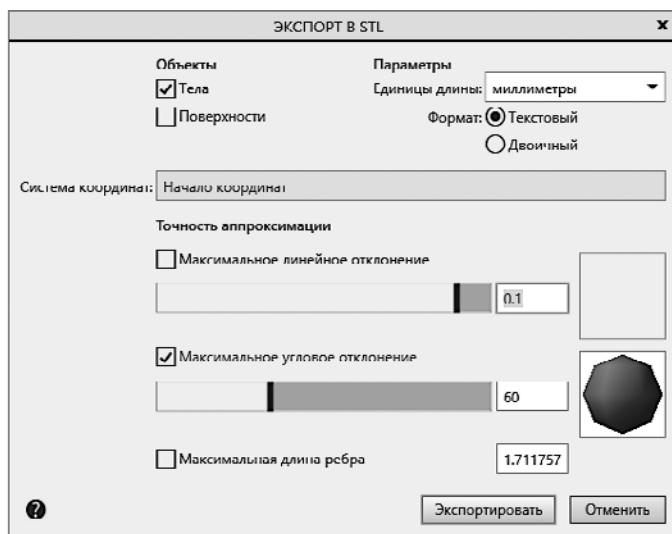 ЭКСПОРТ В STL x
Объекты Параметры
Тела Единицы длины: миллиметры
Поверхности Формат: Текстовый
Двоичный
Система координат: Начало координат
Точность аппроксимации
Максимальное линейное отклонение
0.1
Максимальное угловое отклонение
60
Максимальная длина ребра 1.711757
? Экспортировать Отменить